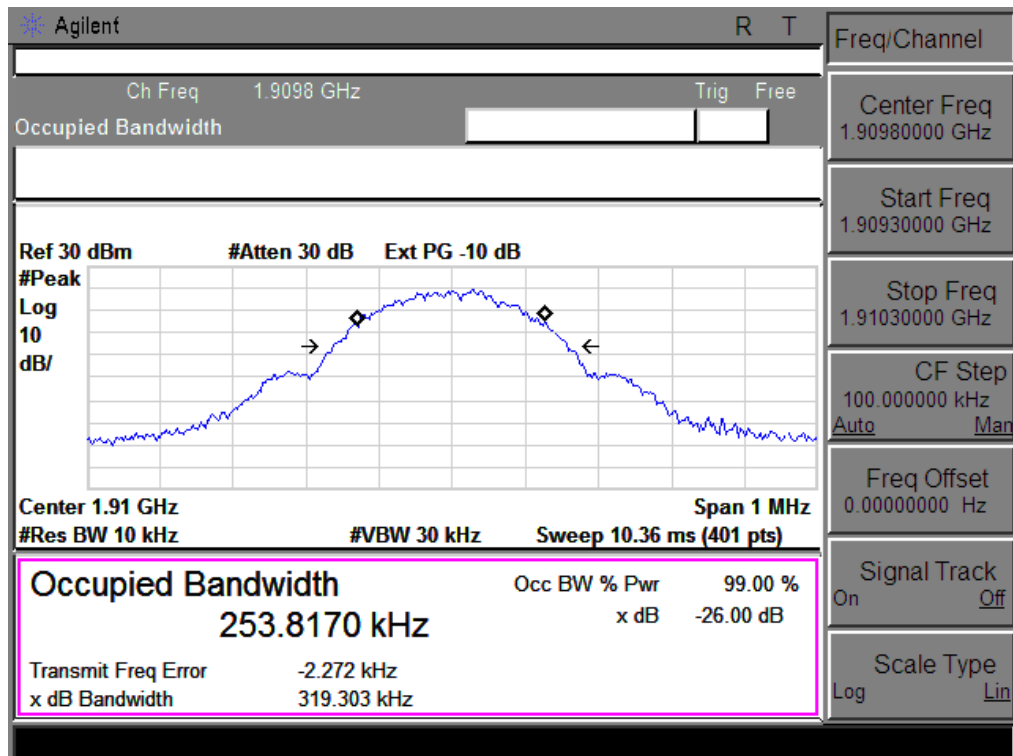 Agilent R T
Ch Freq 1.9098 GHz Trig Free
Occupied Bandwidth
Ref 30 dBm #Atten 30 dB Ext PG -10 dB
#Peak
Log
10
dB/
Center 1.91 GHz Span 1 MHz
#Res BW 10 kHz #VBW 30 kHz Sweep 10.36 ms (401 pts)
Occupied Bandwidth Occ BW % Pwr 99.00 %
253.8170 kHz x dB -26.00 dB
Transmit Freq Error -2.272 kHz
x dB Bandwidth 319.303 kHz
Freq/Channel
Center Freq
1.90980000 GHz
Start Freq
1.90930000 GHz
Stop Freq
1.91030000 GHz
CF Step
100.000000 kHz
Auto Man
Freq Offset
0.00000000 Hz
Signal Track
On Off
Scale Type
Log Lin